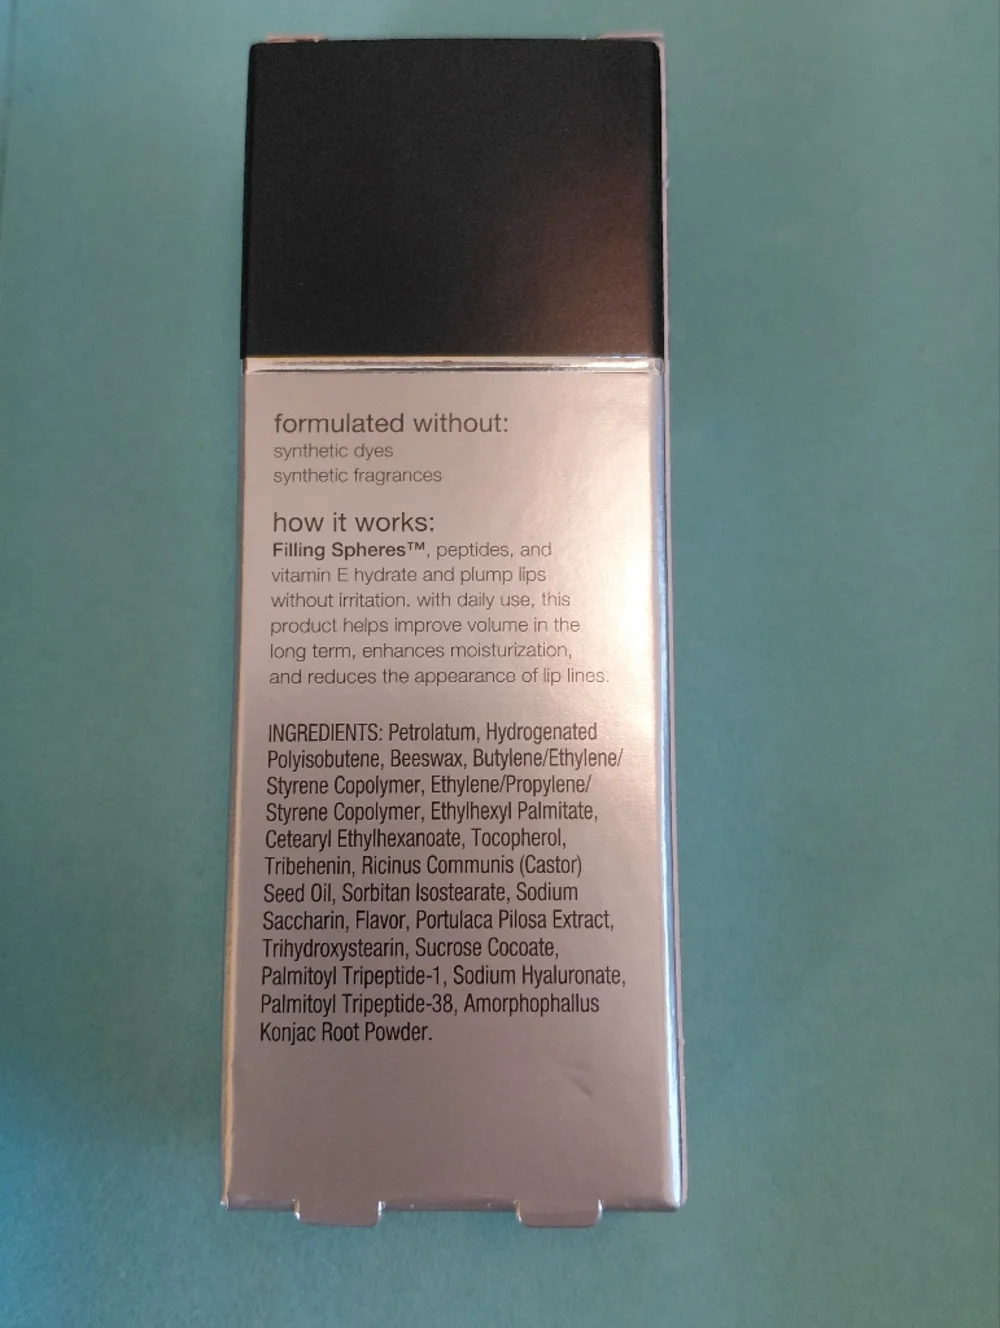 formulated without:
synthetic dyes
synthetic fragrances
how it works:
Filling Spheres™, peptides, and
vitamin E hydrate and plump lips
without irritation. with daily use, this
product helps improve volume in the
long term, enhances moisturization,
and reduces the appearance of lip lines.
INGREDIENTS: Petrolatum, Hydrogenated
Polyisobutene, Beeswax, Butylene/Ethylene/
Styrene Copolymer, Ethylene/Propylene/
Styrene Copolymer, Ethylhexyl Palmitate,
Cetearyl Ethylhexanoate, Tocopherol,
Tribehenin, Ricinus Communis (Castor)
Seed Oil, Sorbitan Isostearate, Sodium
Saccharin, Flavor, Portulaca Pilosa Extract,
Trihydroxystearin, Sucrose Cocoate,
Palmitoyl Tripeptide-1, Sodium Hyaluronate,
Palmitoyl Tripeptide-38, Amorphophallus
Konjac Root Powder.